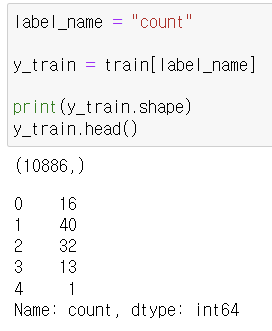 label_name = "count"
y_train = train[label_name]
print(y_train.shape)
y_train.head()
(10886,)
0    16
1    40
2    32
3    13
4     1
Name: count, dtype: int64